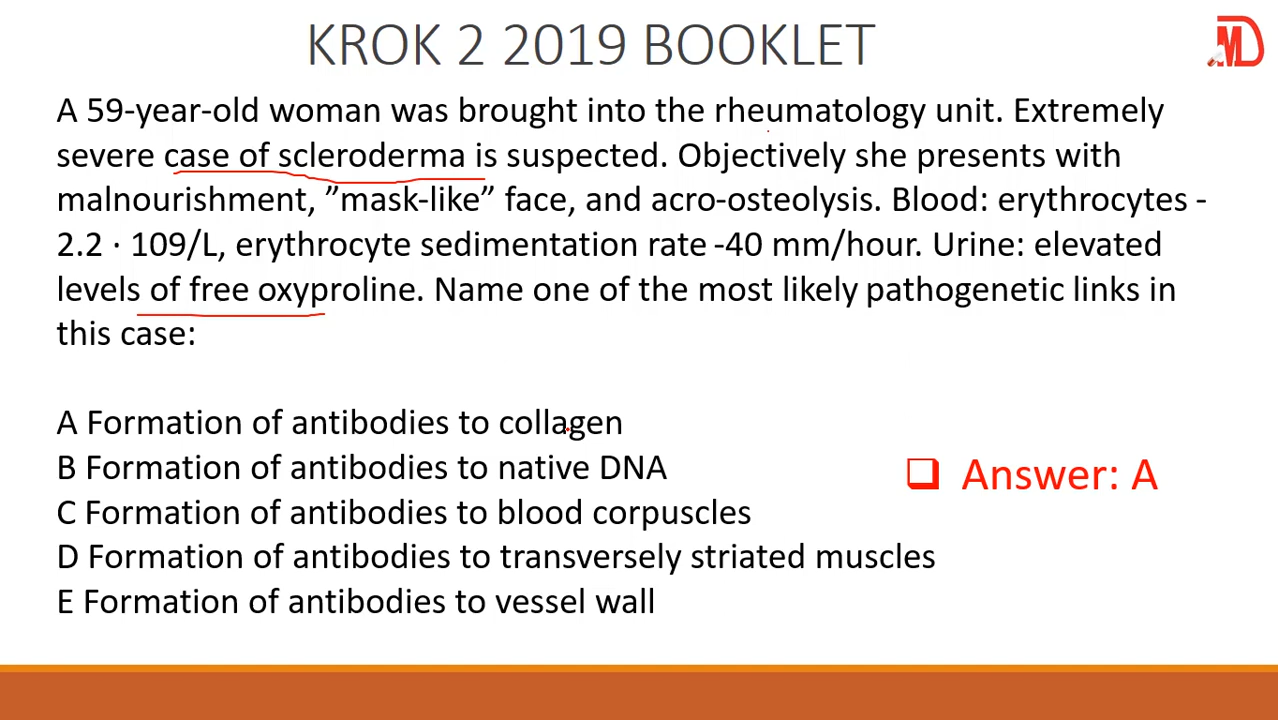 KROK 2 2019 BOOKLET
MD
A 59-year-old woman was brought into the rheumatology unit. Extremely
severe case of scleroderma is suspected. Objectively she presents with
malnourishment, ”mask-like” face, and acro-osteolysis. Blood: erythrocytes -
2.2 · 109/L, erythrocyte sedimentation rate -40 mm/hour. Urine: elevated
levels of free oxyproline. Name one of the most likely pathogenetic links in
this case:
A Formation of antibodies to collagen
B Formation of antibodies to native DNA
C Formation of antibodies to blood corpuscles
D Formation of antibodies to transversely striated muscles
E Formation of antibodies to vessel wall
Answer: A